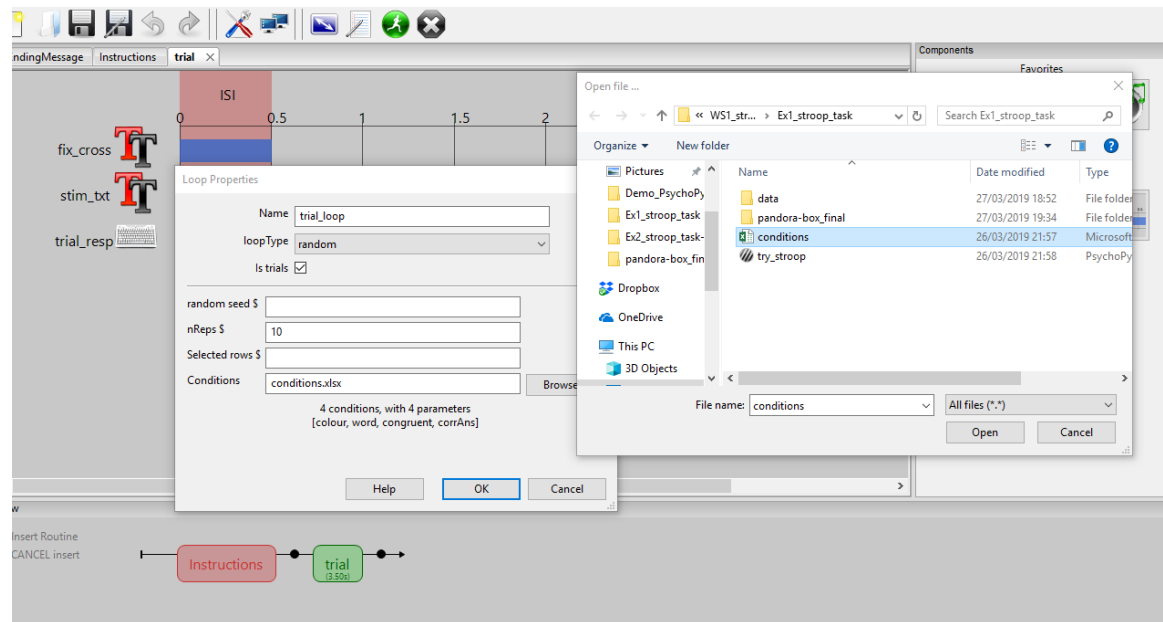 ndingMessage Instructions trial
Components
Favorites
ISI
0 0.5 1 1.5 2
fix_cross
stim_txt
trial_resp
Loop Properties
Name trial_loop
loopType random
Is trials
random seed $
nReps $ 10
Selected rows $
Conditions conditions.xlsx Browse
4 conditions, with 4 parameters
[colour, word, congruent, corrAns]
Help OK Cancel
Open file ...
« WS1_str... › Ex1_stroop_task Search Ex1_stroop_task
Organize New folder
Pictures
Demo_PsychoPy
Ex1_stroop_task
Ex2_stroop_task-
pandora-box_fin
Dropbox
OneDrive
This PC
3D Objects
Name Date modified Type
data 27/03/2019 18:52 File folder
pandora-box_final 27/03/2019 19:34 File folder
conditions 26/03/2019 21:57 Microsoft
try_stroop 26/03/2019 21:58 PsychoPy
File name: conditions All files (*.*)
Open Cancel
w
Insert Routine
CANCEL insert
Instructions trial
(3.50s)